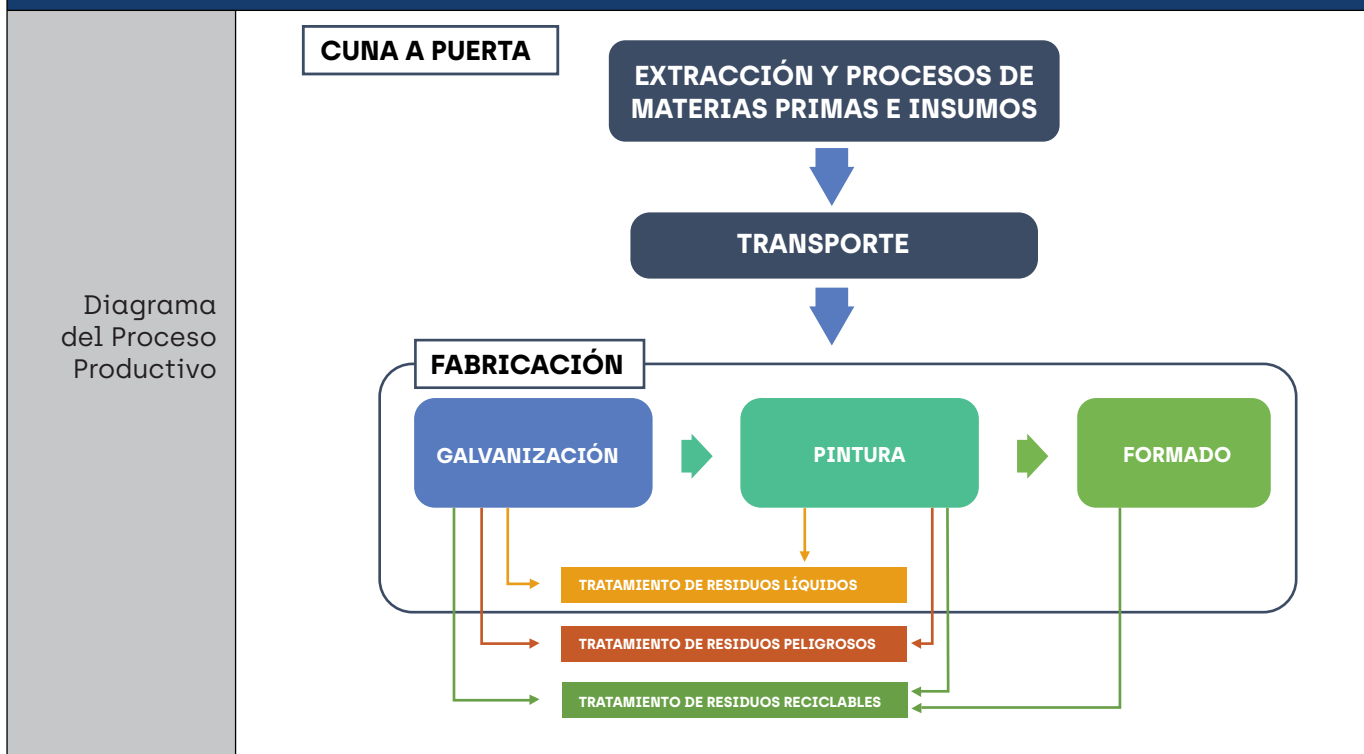 Diagrama
del Proceso
Productivo
CUNA A PUERTA
EXTRACCIÓN Y PROCESOS DE
MATERIAS PRIMAS E INSUMOS
TRANSPORTE
FABRICACIÓN
GALVANIZACIÓN
PINTURA
FORMADO
TRATAMIENTO DE RESIDUOS LÍQUIDOS
TRATAMIENTO DE RESIDUOS PELIGROSOS
TRATAMIENTO DE RESIDUOS RECICLABLES